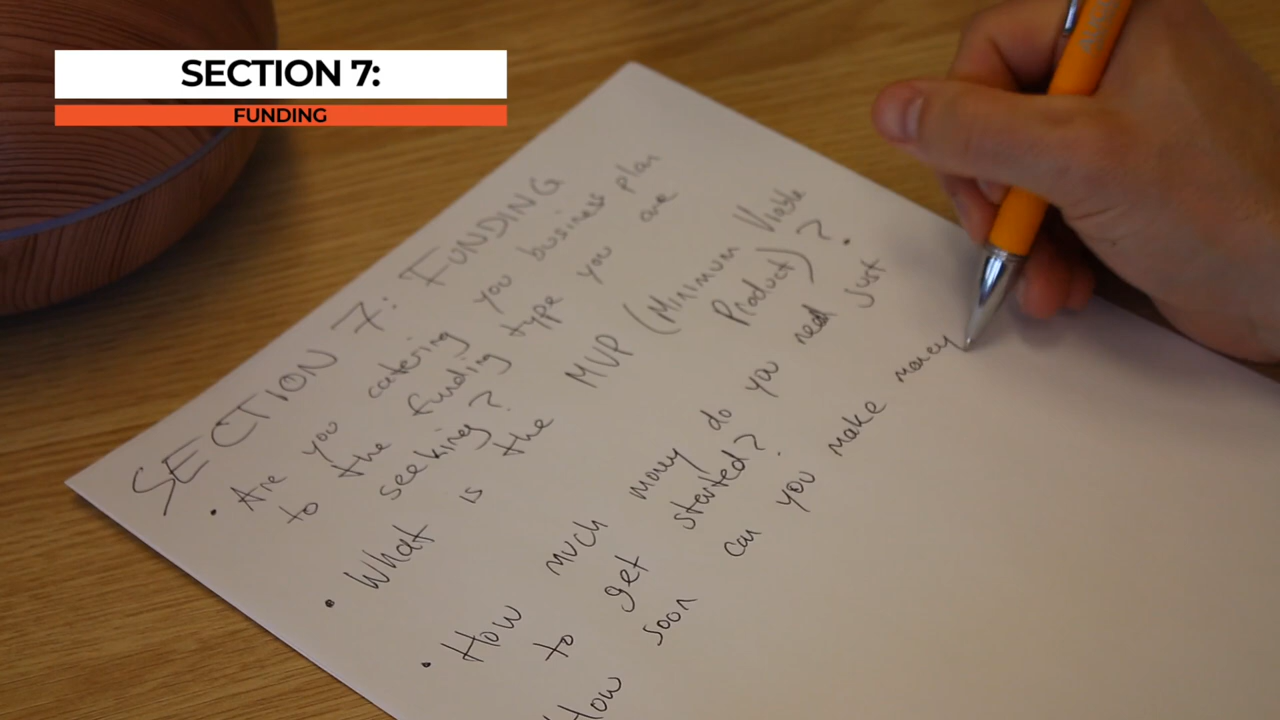 SECTION 7:
FUNDING
SECTION 7: FUNDING
• Are you catering you business plan
to the funding type you are
seeking?
• What is the MVP (Minimum Viable
Product)?
• How much money do you need just
to get started?
How soon can you make money